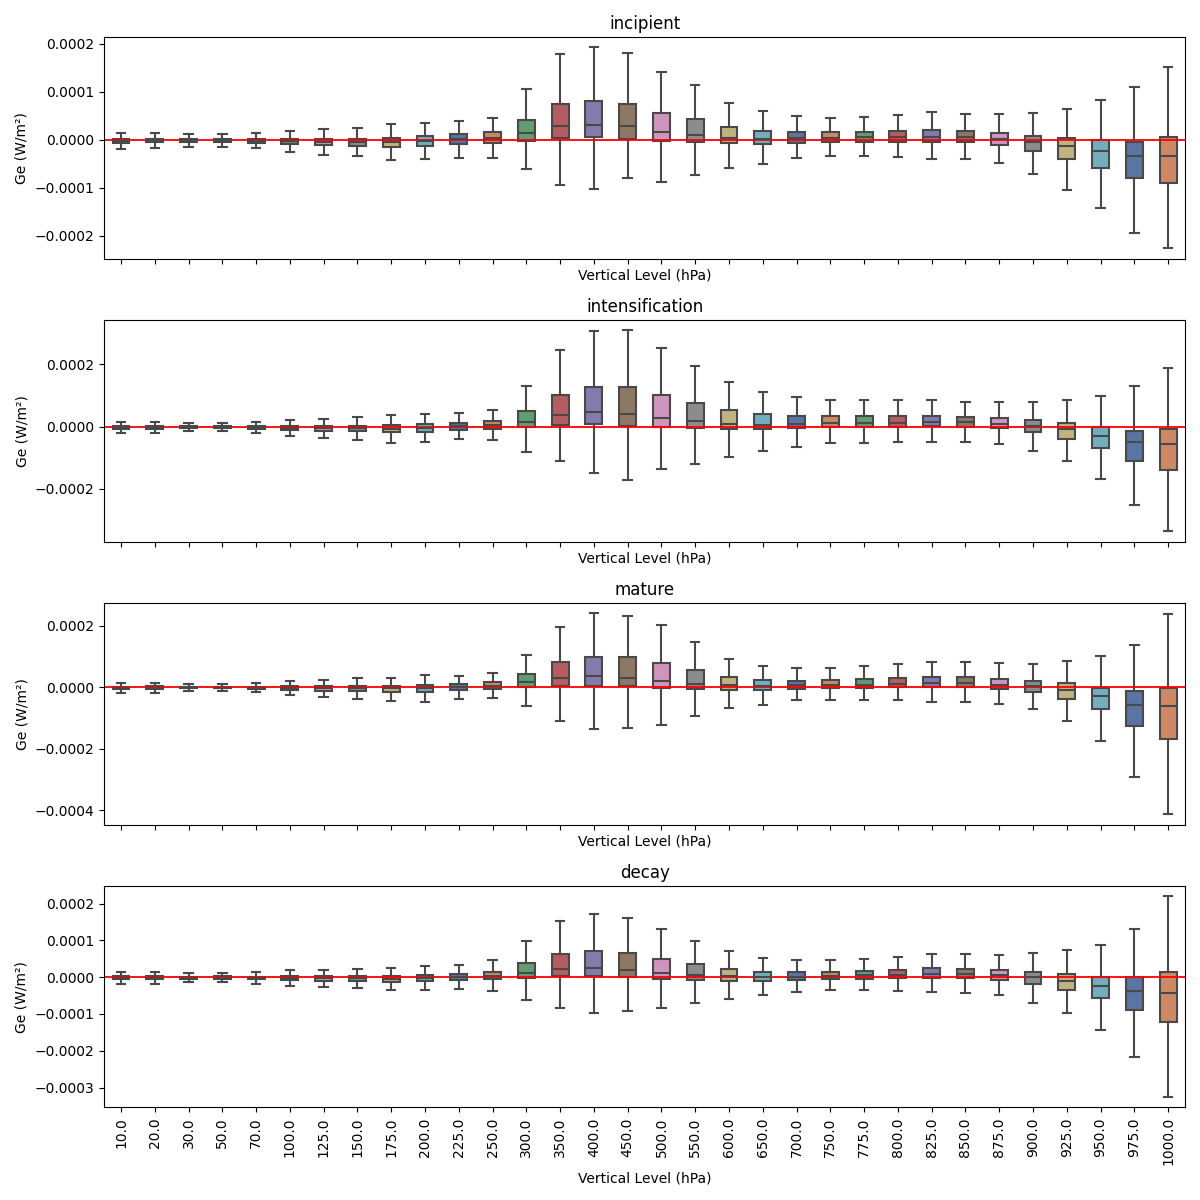 incipient
0.0002
0.0001
0.0000
−0.0001
−0.0002
Ge (W/m²)
Vertical Level (hPa)
intensification
0.0002
0.0000
−0.0002
Ge (W/m²)
Vertical Level (hPa)
mature
0.0002
0.0000
−0.0002
−0.0004
Ge (W/m²)
Vertical Level (hPa)
decay
0.0002
0.0001
0.0000
−0.0001
−0.0002
−0.0003
Ge (W/m²)
10.0 20.0 30.0 50.0 70.0 100.0 125.0 150.0 175.0 200.0 225.0 250.0 300.0 350.0 400.0 450.0 500.0 550.0 600.0 650.0 700.0 750.0 775.0 800.0 825.0 850.0 875.0 900.0 925.0 950.0 975.0 1000.0
Vertical Level (hPa)